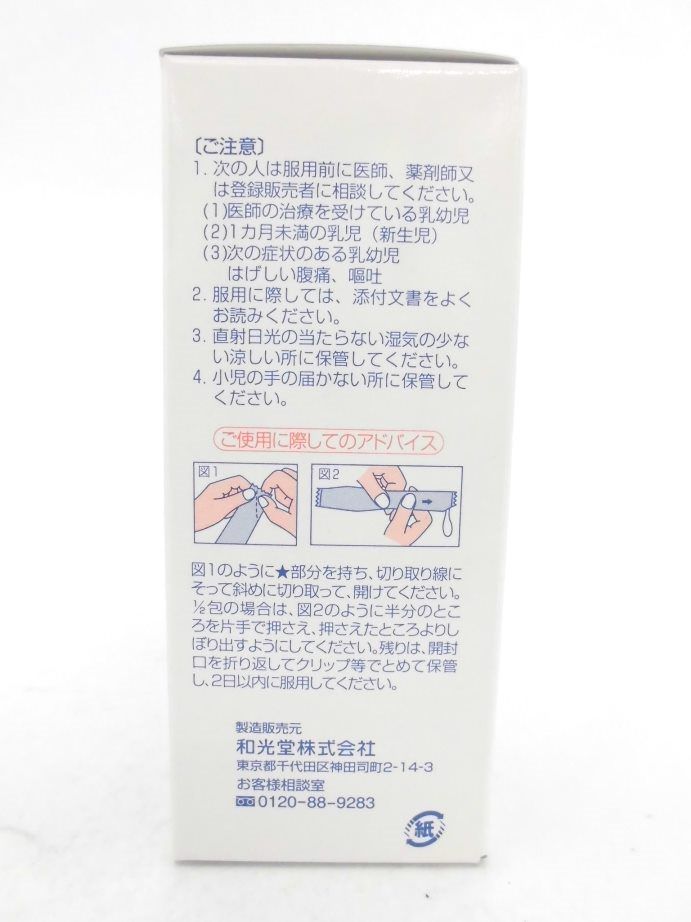 〔ご注意〕
1. 次の人は服用前に医師、薬剤師又
は登録販売者に相談してください。
(1)医師の治療を受けている乳幼児
(2)1カ月未満の乳児（新生児）
(3)次の症状のある乳幼児
はげしい腹痛、嘔吐
2. 服用に際しては、添付文書をよく
お読みください。
3. 直射日光の当たらない湿気の少な
い涼しい所に保管してください。
4. 小児の手の届かない所に保管して
ください。
ご使用に際してのアドバイス
図1
図2
図1のように★部分を持ち、切り取り線に
そって斜めに切り取って、開けてください。
½包の場合は、図2のように半分のとこ
ろを片手で押さえ、押さえたところよりし
ぼり出すようにしてください。残りは、開封
口を折り返してクリップ等でとめて保管
し、2日以内に服用してください。
製造販売元
和光堂株式会社
東京都千代田区神田司町2-14-3
お客様相談室
0120-88-9283
紙